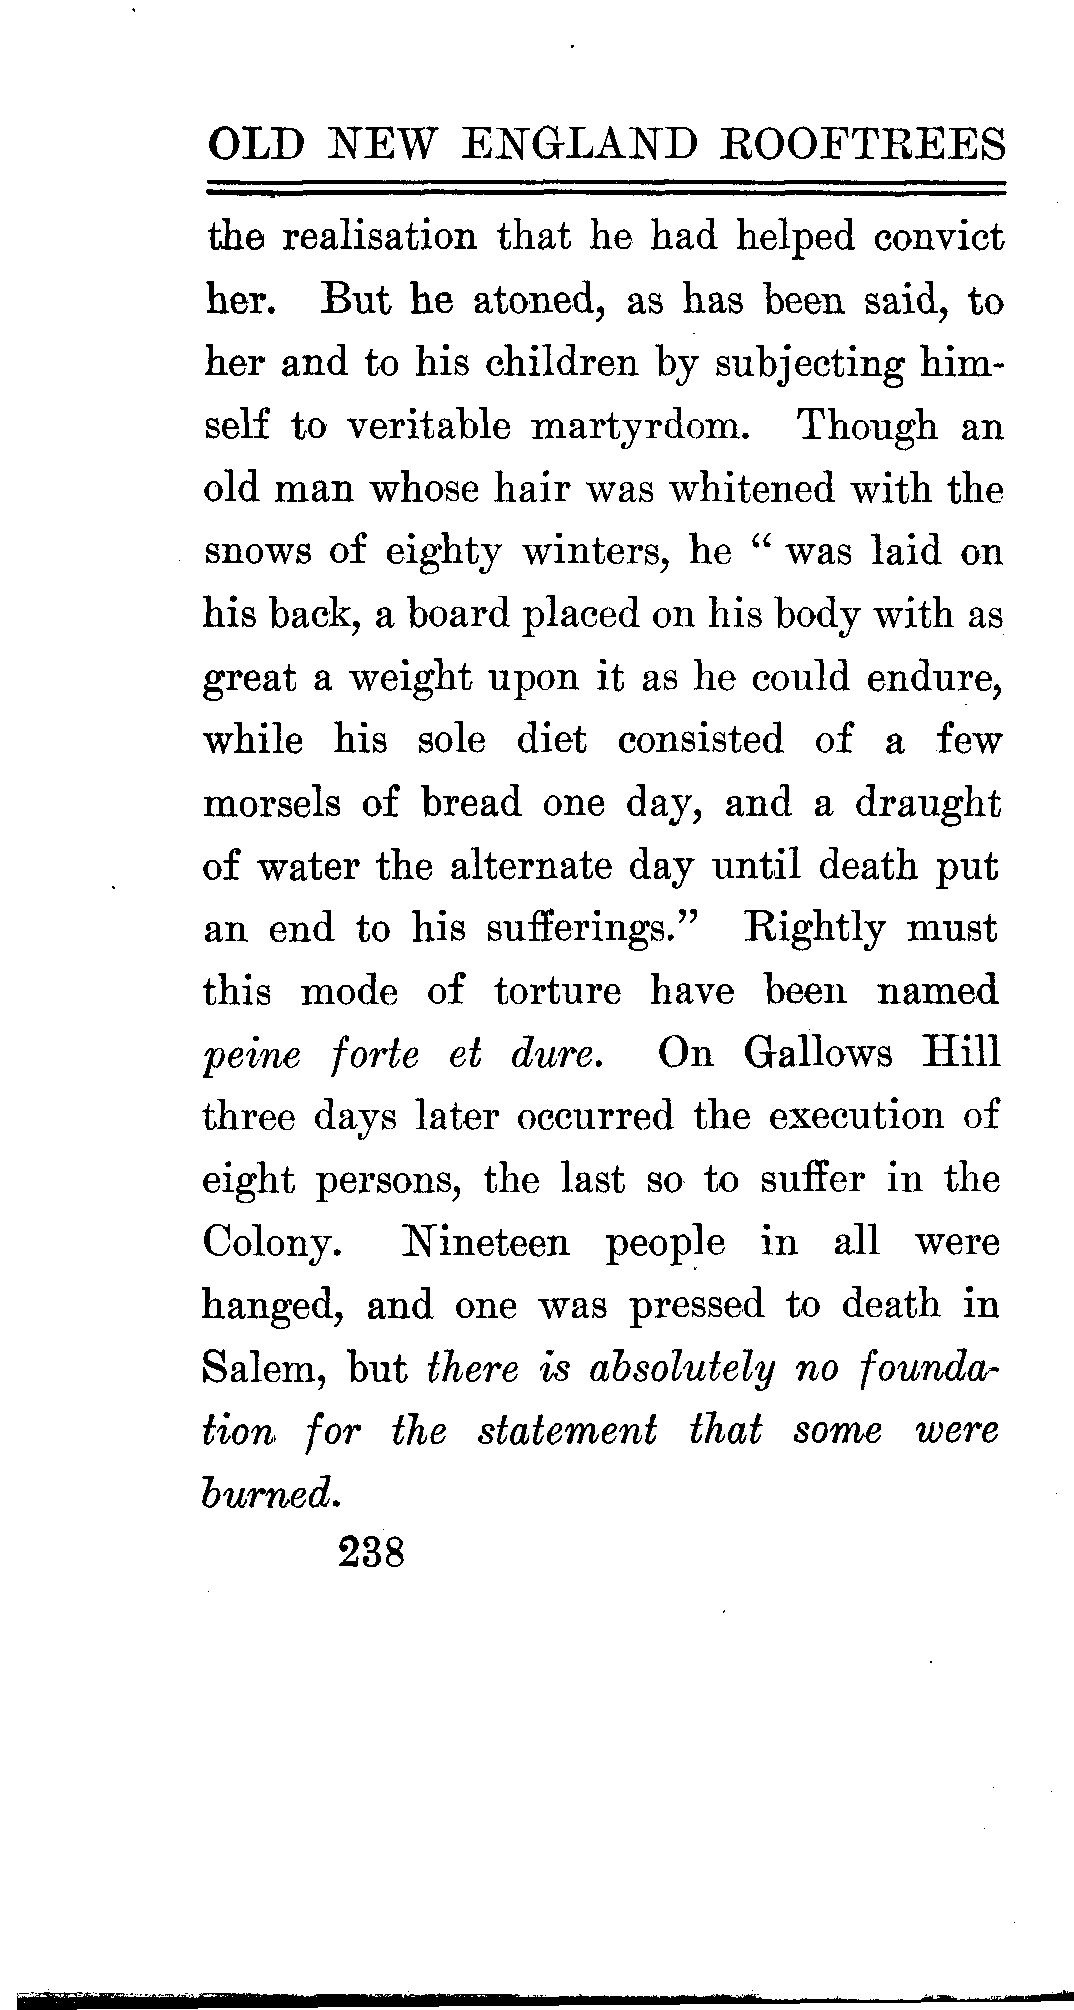 OLD NEW ENGLAND ROOFTREES
the realisation that he had helped convict
her. But he atoned, as has been said, to
her and to his children by subjecting him-
self to veritable martyrdom. Though an
old man whose hair was whitened with the
snows of eighty winters, he “ was laid on
his back, a board placed on his body with as
great a weight upon it as he could endure,
while his sole diet consisted of a few
morsels of bread one day, and a draught
of water the alternate day until death put
an end to his sufferings.” Rightly must
this mode of torture have been named
peine forte et dure. On Gallows Hill
three days later occurred the execution of
eight persons, the last so to suffer in the
Colony. Nineteen people in all were
hanged, and one was pressed to death in
Salem, but there is absolutely no founda-
tion for the statement that some were
burned.
238